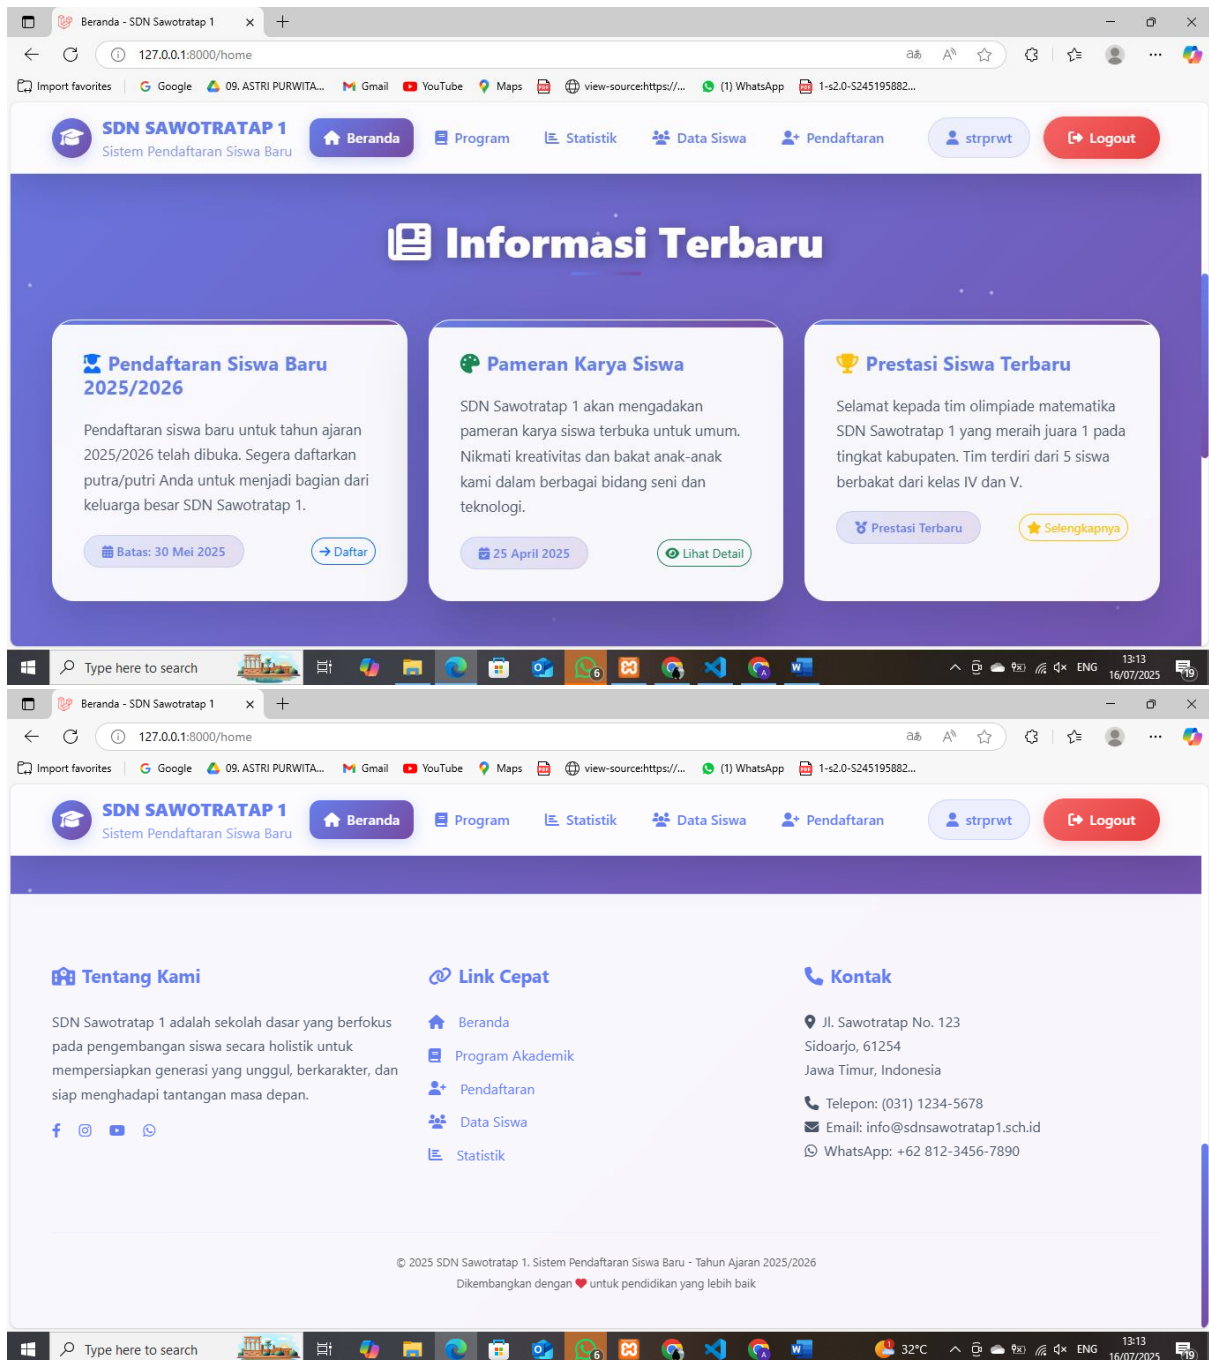 Beranda - SDN Sawotratap 1
127.0.0.1:8000/home
Import favorites
Google
09. ASTRI PURWITA...
Gmail
YouTube
Maps
view-source:https://...
(1) WhatsApp
1-s2.0-S245195882...
SDN SAWOTRATAP 1
Sistem Pendaftaran Siswa Baru
Beranda
Program
Statistik
Data Siswa
Pendaftaran
strprwt
Logout
Informasi Terbaru
Pendaftaran Siswa Baru
2025/2026
Pendaftaran siswa baru untuk tahun ajaran
2025/2026 telah dibuka. Segera daftarkan
putra/putri Anda untuk menjadi bagian dari
keluarga besar SDN Sawotratap 1.
Batas: 30 Mei 2025
Daftar
Pameran Karya Siswa
SDN Sawotratap 1 akan mengadakan
pameran karya siswa terbuka untuk umum.
Nikmati kreativitas dan bakat anak-anak
kami dalam berbagai bidang seni dan
teknologi.
25 April 2025
Lihat Detail
Prestasi Siswa Terbaru
Selamat kepada tim olimpiade matematika
SDN Sawotratap 1 yang meraih juara 1 pada
tingkat kabupaten. Tim terdiri dari 5 siswa
berbakat dari kelas IV dan V.
Prestasi Terbaru
Selengkapnya
Type here to search
6
ENG
13:13
16/07/2025
19
Beranda - SDN Sawotratap 1
127.0.0.1:8000/home
Import favorites
Google
09. ASTRI PURWITA...
Gmail
YouTube
Maps
view-source:https://...
(1) WhatsApp
1-s2.0-S245195882...
SDN SAWOTRATAP 1
Sistem Pendaftaran Siswa Baru
Beranda
Program
Statistik
Data Siswa
Pendaftaran
strprwt
Logout
Tentang Kami
SDN Sawotratap 1 adalah sekolah dasar yang berfokus
pada pengembangan siswa secara holistik untuk
mempersiapkan generasi yang unggul, berkarakter, dan
siap menghadapi tantangan masa depan.
Link Cepat
Beranda
Program Akademik
Pendaftaran
Data Siswa
Statistik
Kontak
Jl. Sawotratap No. 123
Sidoarjo, 61254
Jawa Timur, Indonesia
Telepon: (031) 1234-5678
Email: info@sdnsawotratap1.sch.id
WhatsApp: +62 812-3456-7890
© 2025 SDN Sawotratap 1. Sistem Pendaftaran Siswa Baru - Tahun Ajaran 2025/2026
Dikembangkan dengan ❤ untuk pendidikan yang lebih baik
Type here to search
6
32°C
ENG
13:13
16/07/2025
19